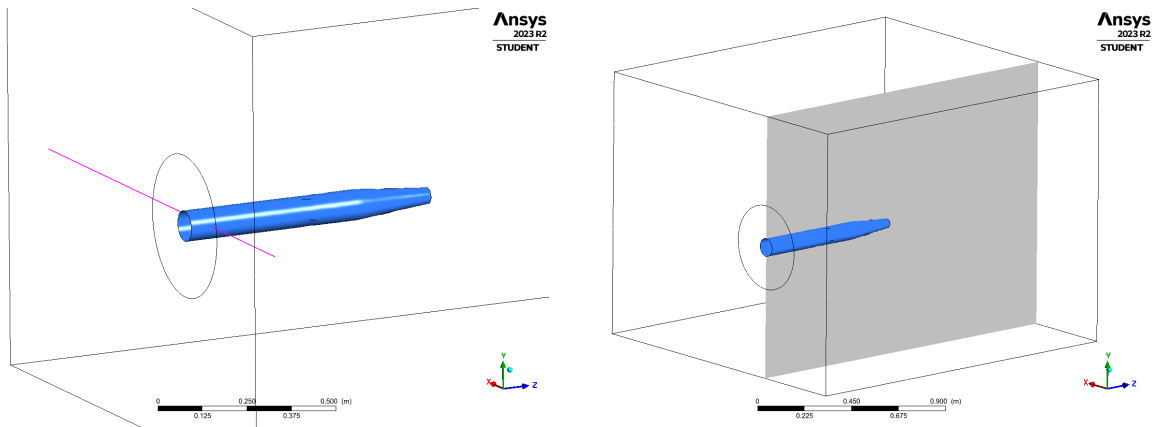 Ansys
2023 R2
STUDENT
Y
X
Z
0
0.250
0.500
(m)
0.125
0.375
Ansys
2023 R2
STUDENT
Y
X
Z
0
0.450
0.900
(m)
0.225
0.675